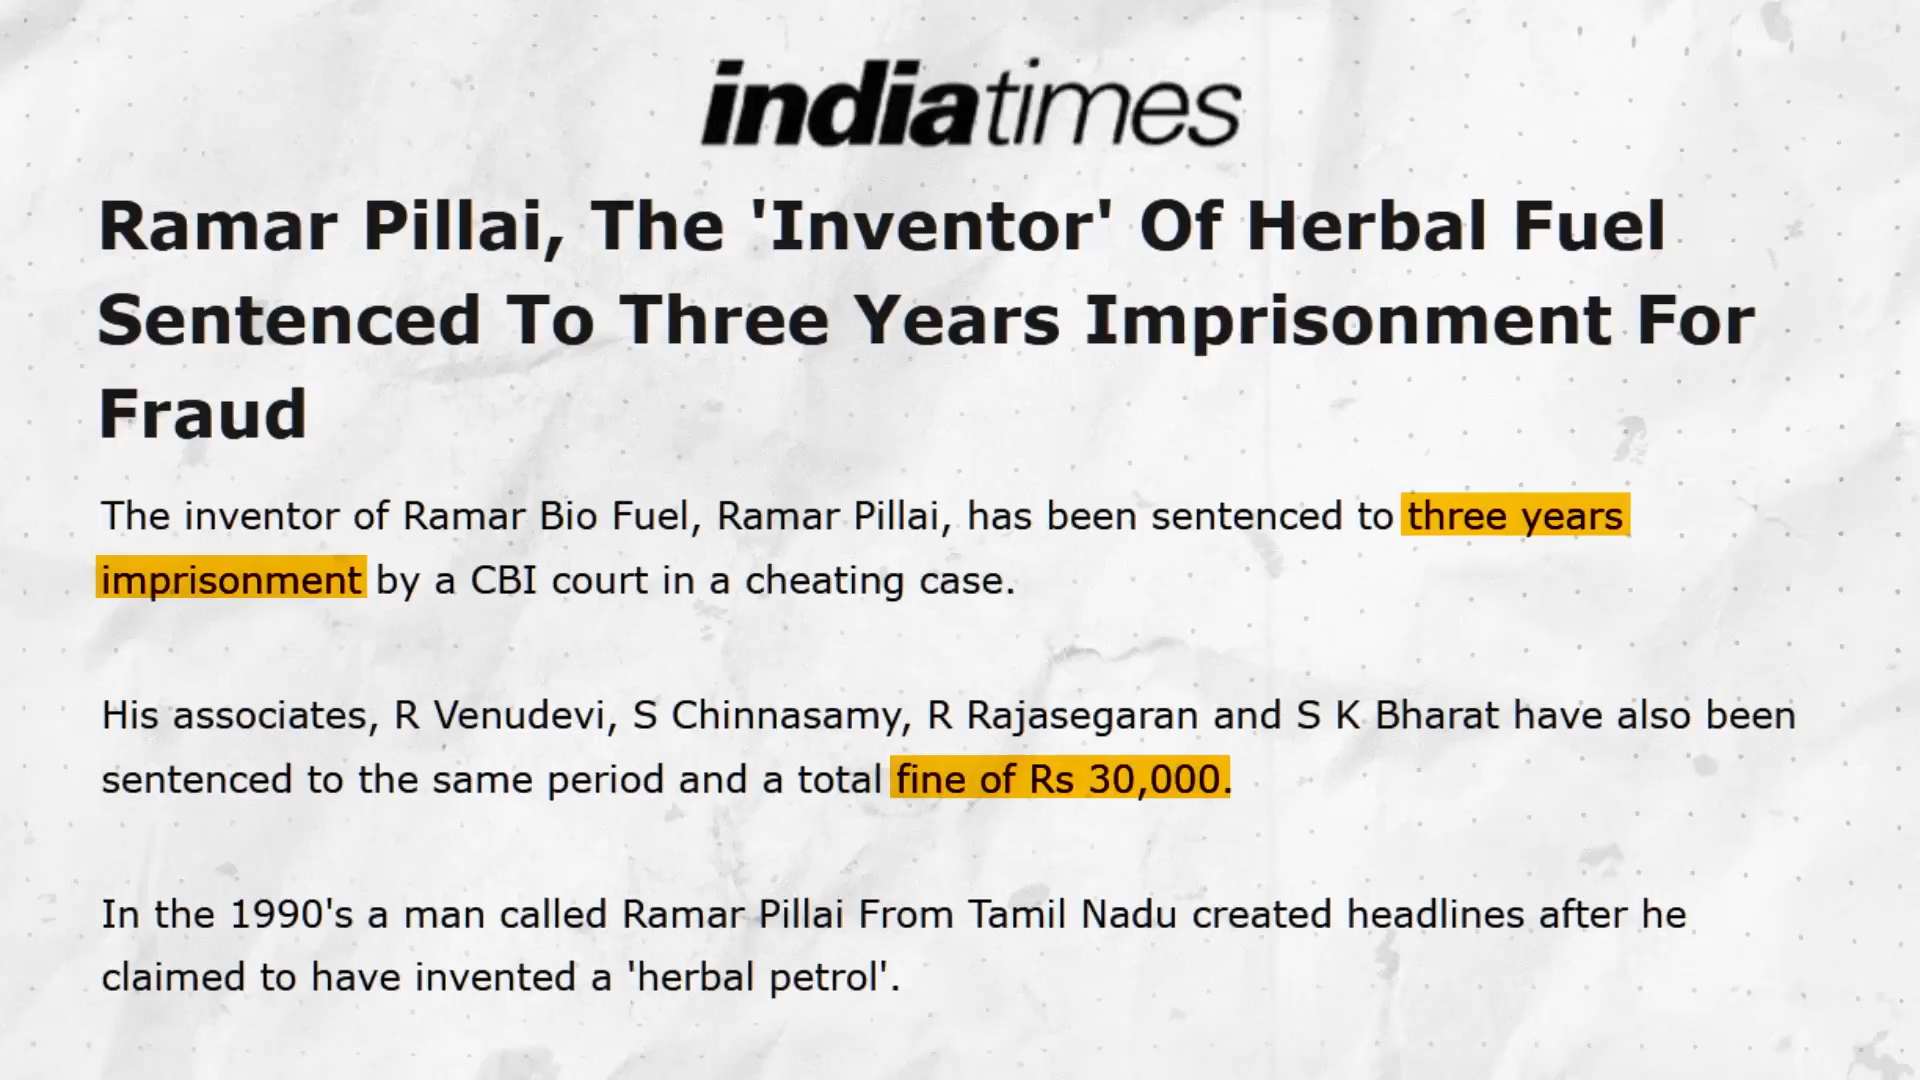 indiatimes
Ramar Pillai, The 'Inventor' Of Herbal Fuel
Sentenced To Three Years Imprisonment For
Fraud
The inventor of Ramar Bio Fuel, Ramar Pillai, has been sentenced to three years
imprisonment by a CBI court in a cheating case.
His associates, R Venudevi, S Chinnasamy, R Rajasegaran and S K Bharat have also been
sentenced to the same period and a total fine of Rs 30,000.
In the 1990's a man called Ramar Pillai From Tamil Nadu created headlines after he
claimed to have invented a 'herbal petrol'.